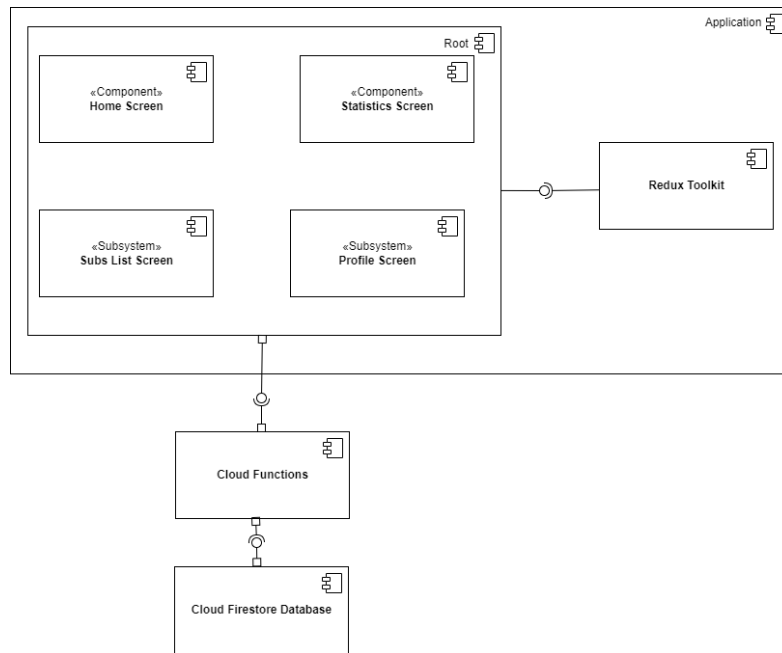 Application
Root
«Component»
Home Screen
«Component»
Statistics Screen
Redux Toolkit
«Subsystem»
Subs List Screen
«Subsystem»
Profile Screen
Cloud Functions
Cloud Firestore Database